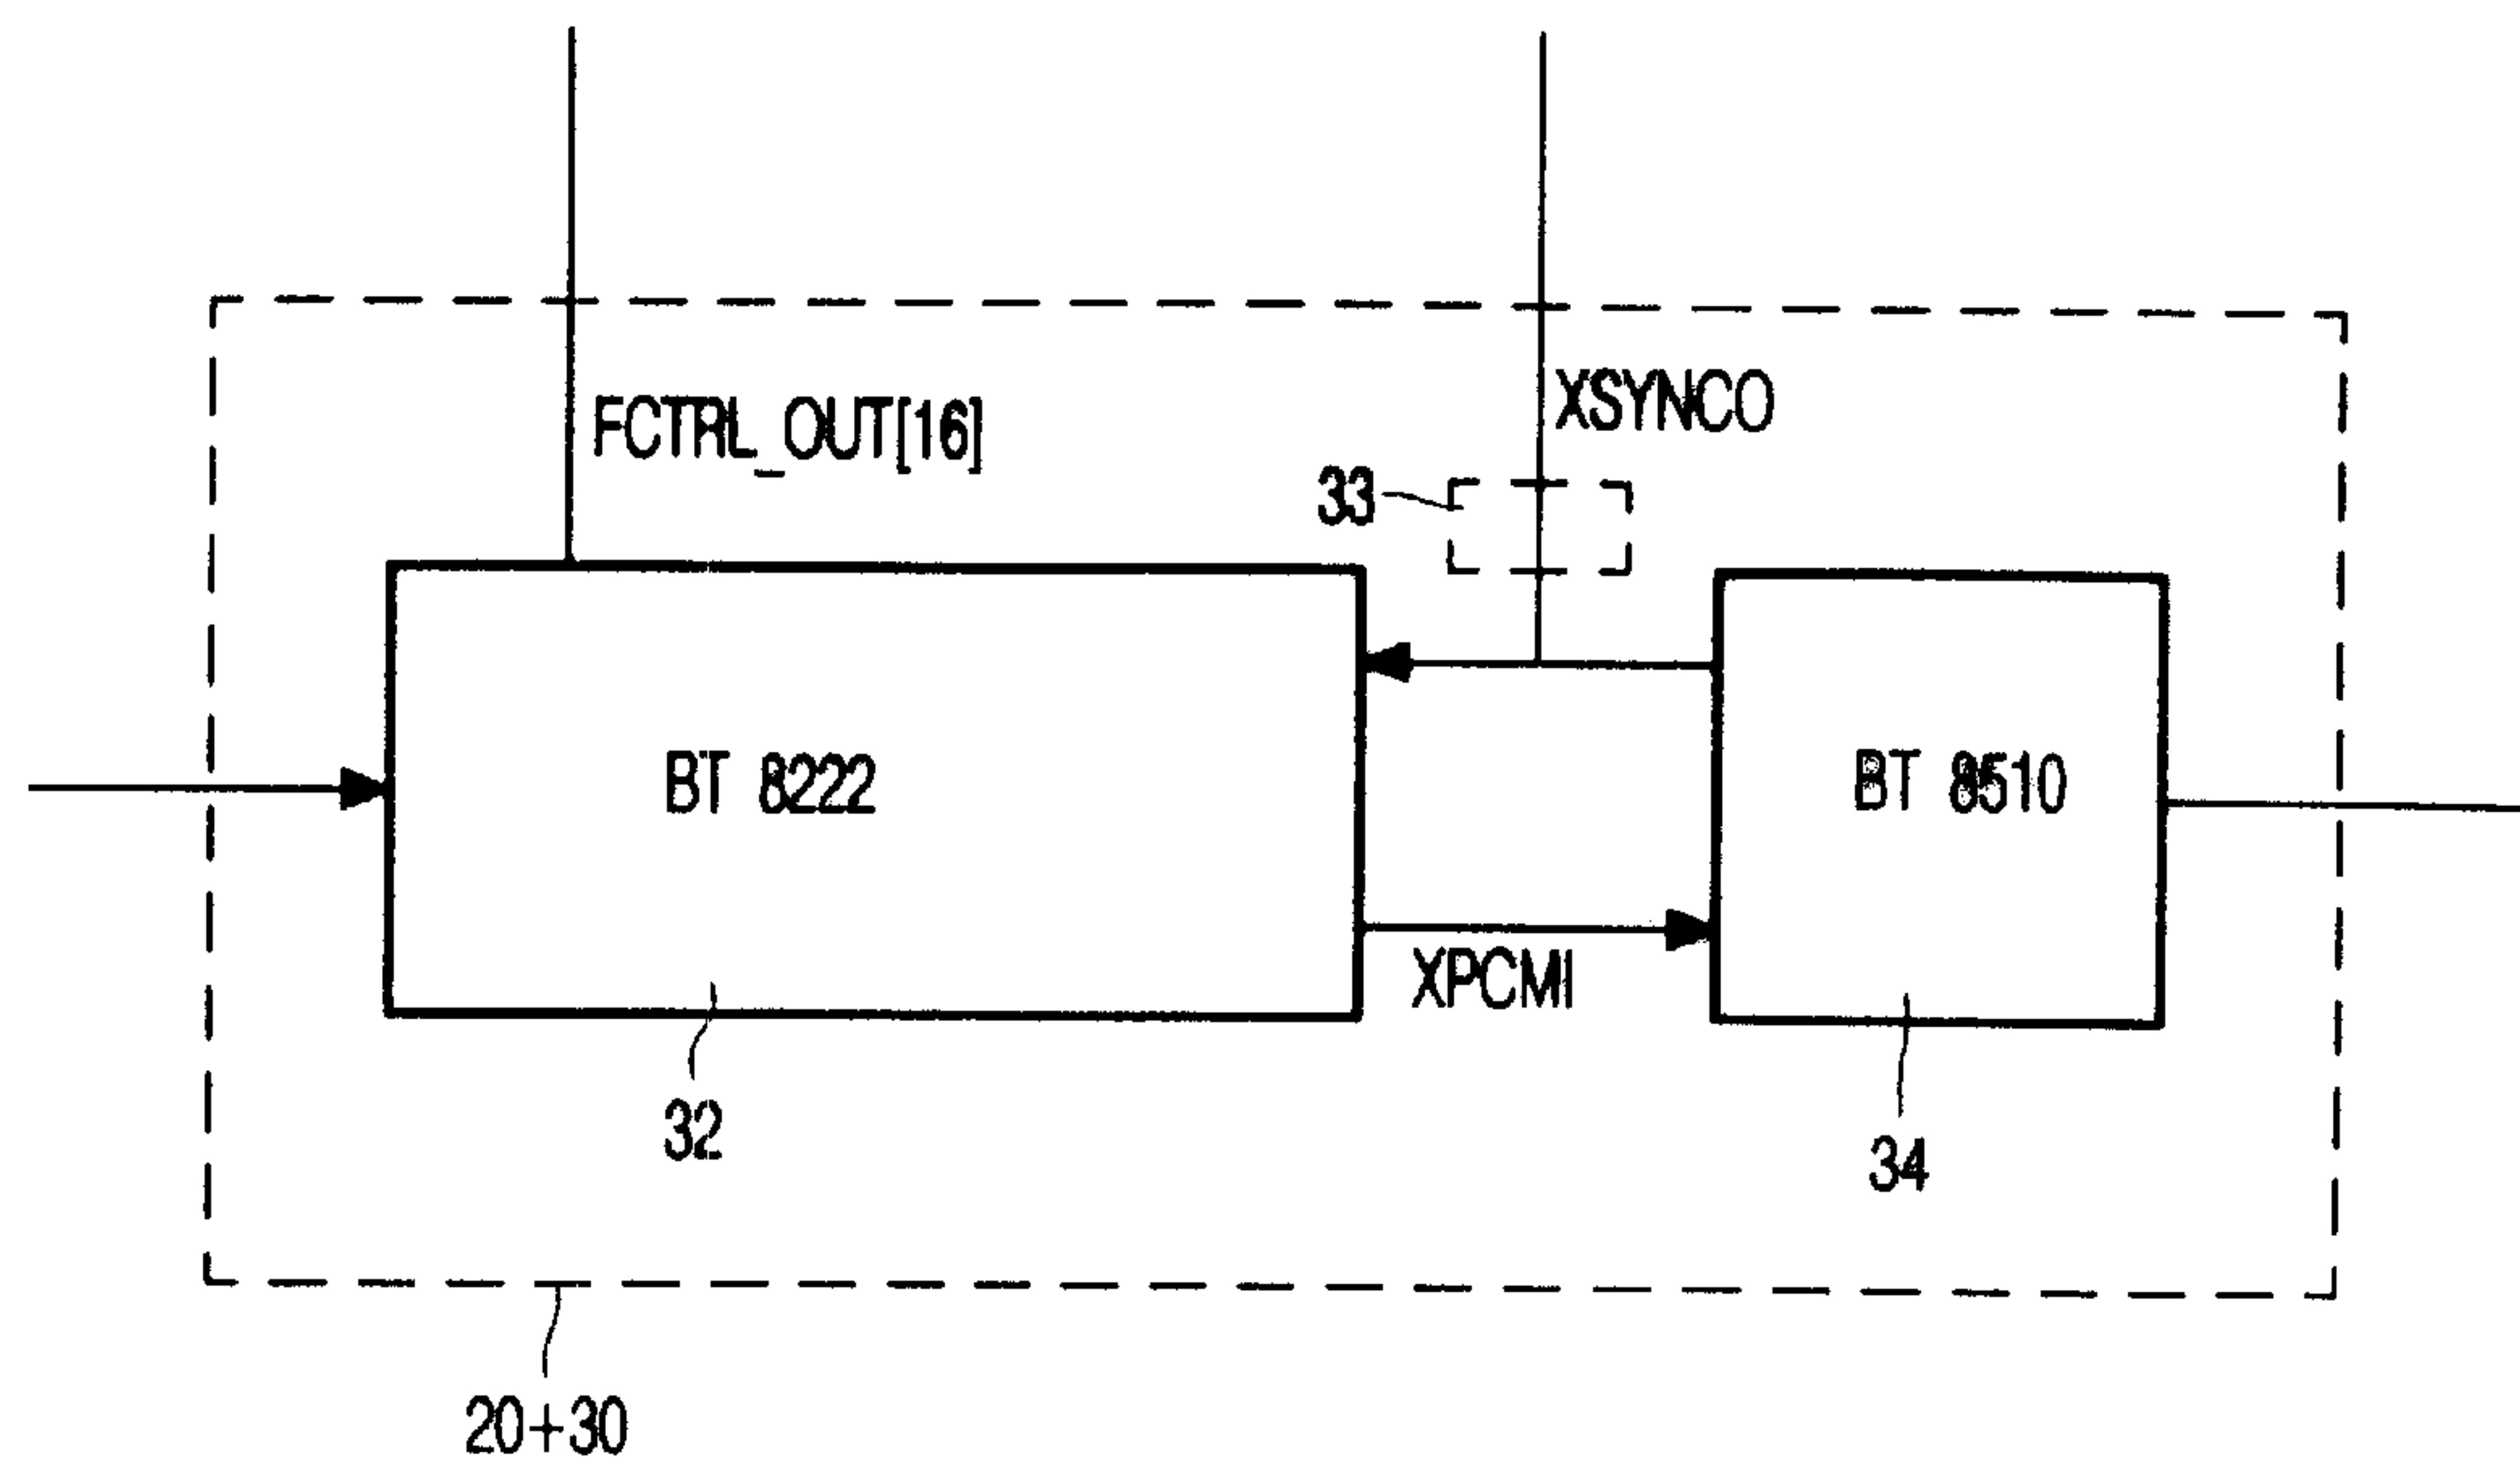 XSYNCO
FCTRL_OUT[16]
33
BT 8222
BT 8510
XPCMI
32
34
20+30